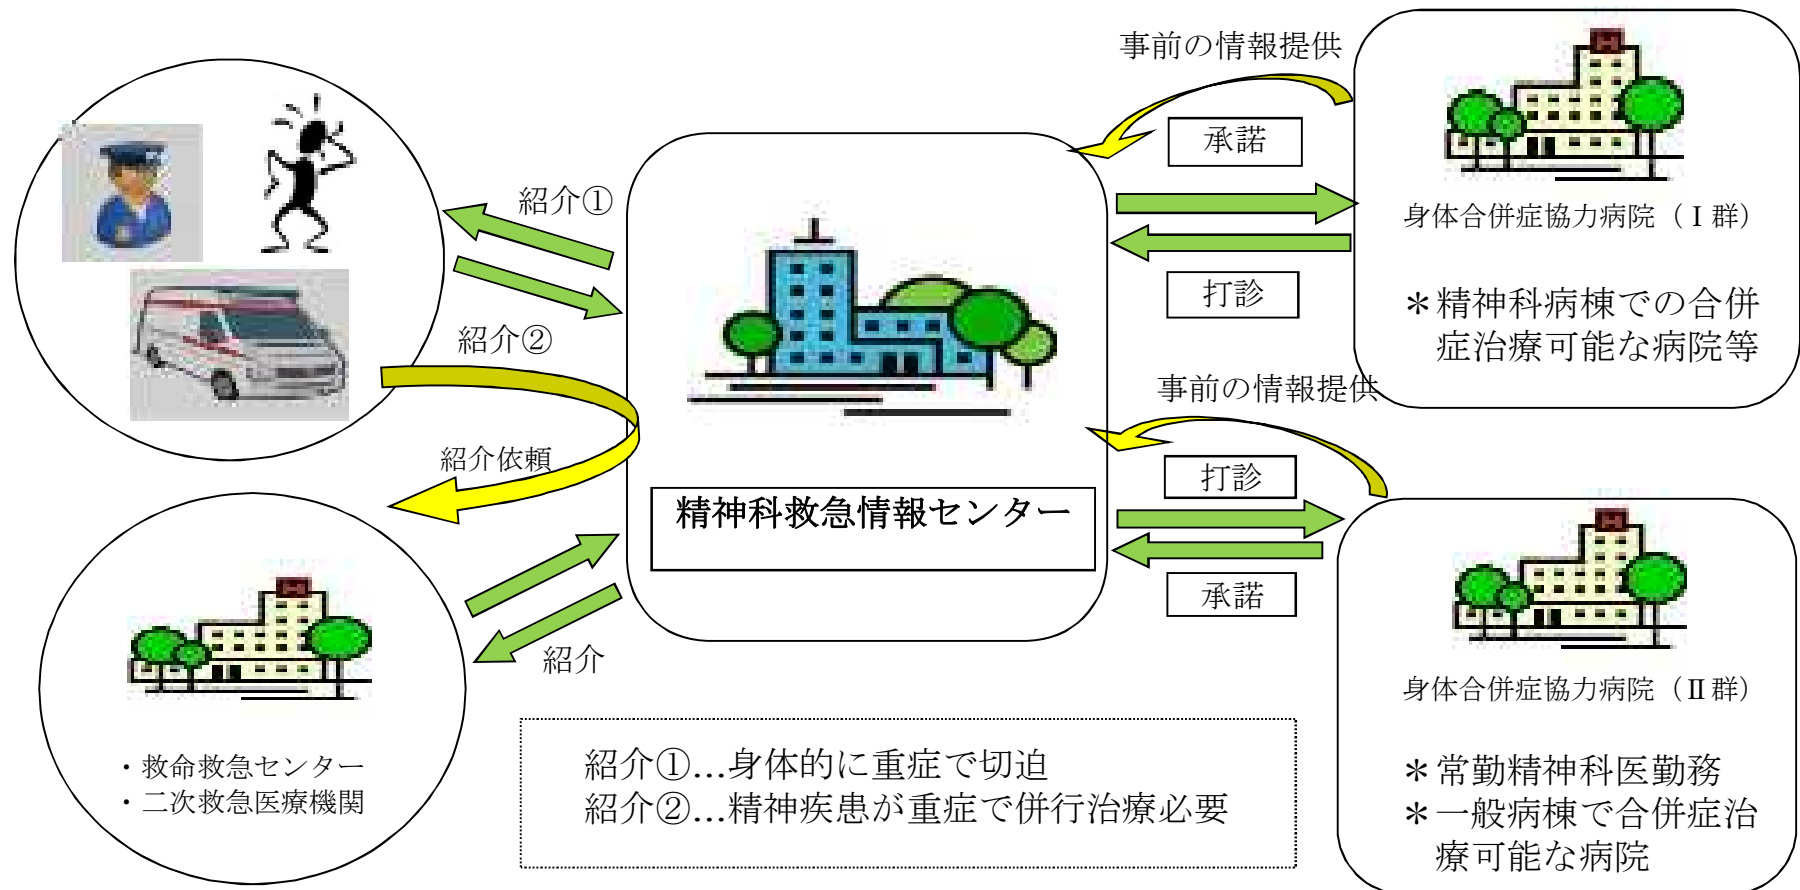 事前の情報提供
承諾
紹介①
身体合併症協力病院(Ⅰ群)
打診
＊精神科病棟での合併
症治療可能な病院等
紹介②
事前の情報提供
紹介依頼
打診
精神科救急情報センター
承諾
紹介
身体合併症協力病院(Ⅱ群)
・救命救急センター
・二次救急医療機関
紹介①…身体的に重症で切迫
紹介②…精神疾患が重症で併行治療必要
＊常勤精神科医勤務
＊一般病棟で合併症治
療可能な病院